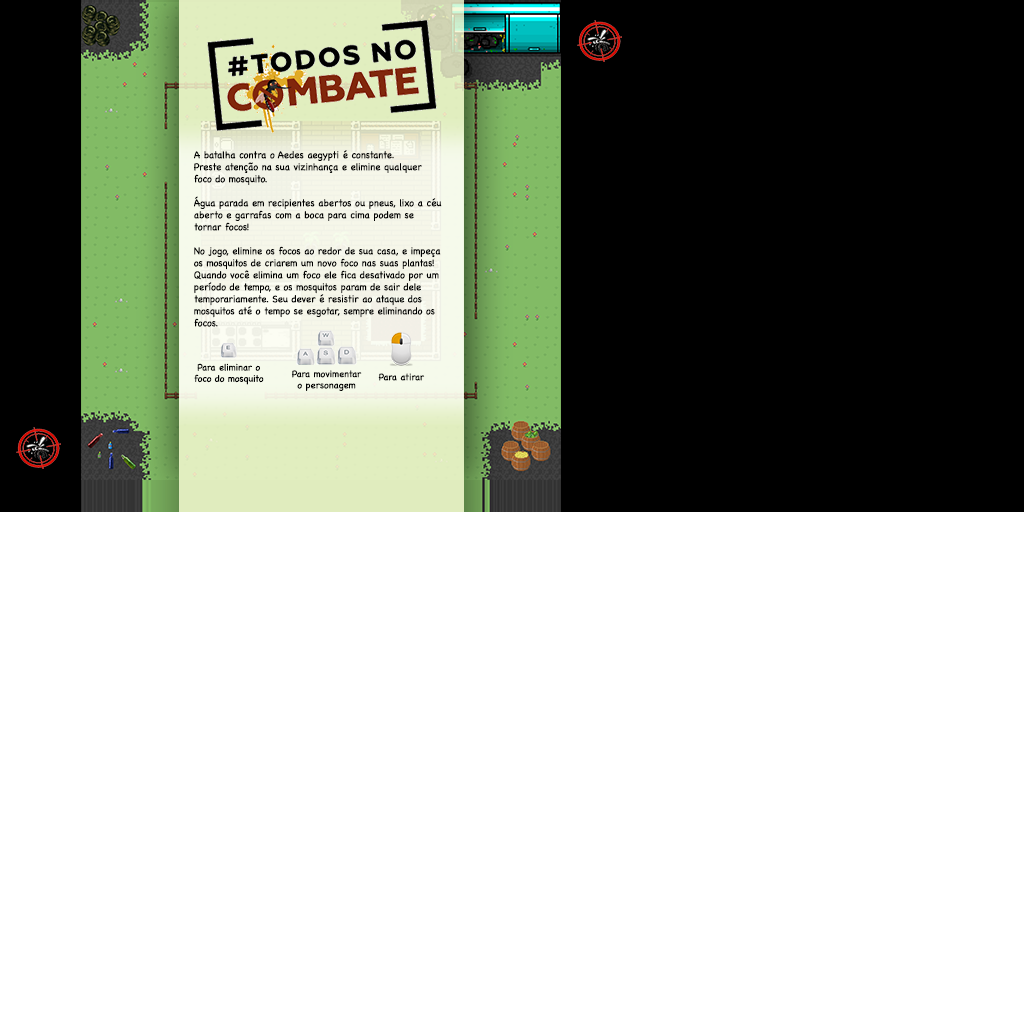 #TODOS NO
COMBATE
A batalha contra o Aedes aegypti é constante.
Preste atenção na sua vizinhança e elimine qualquer
foco do mosquito.
Água parada em recipientes abertos ou pneus, lixo a céu
aberto e garrafas com a boca para cima podem se
tornar focos!
No jogo, elimine os focos ao redor de sua casa, e impeça
os mosquitos de criarem um novo foco nas suas plantas!
Quando você elimina um foco ele fica desativado por um
período de tempo, e os mosquitos param de sair dele
temporariamente. Seu dever é resistir ao ataque dos
mosquitos até o tempo se esgotar, sempre eliminando os
focos.
W
E
A S D
Para eliminar o
foco do mosquito
Para movimentar
o personagem
Para atirar